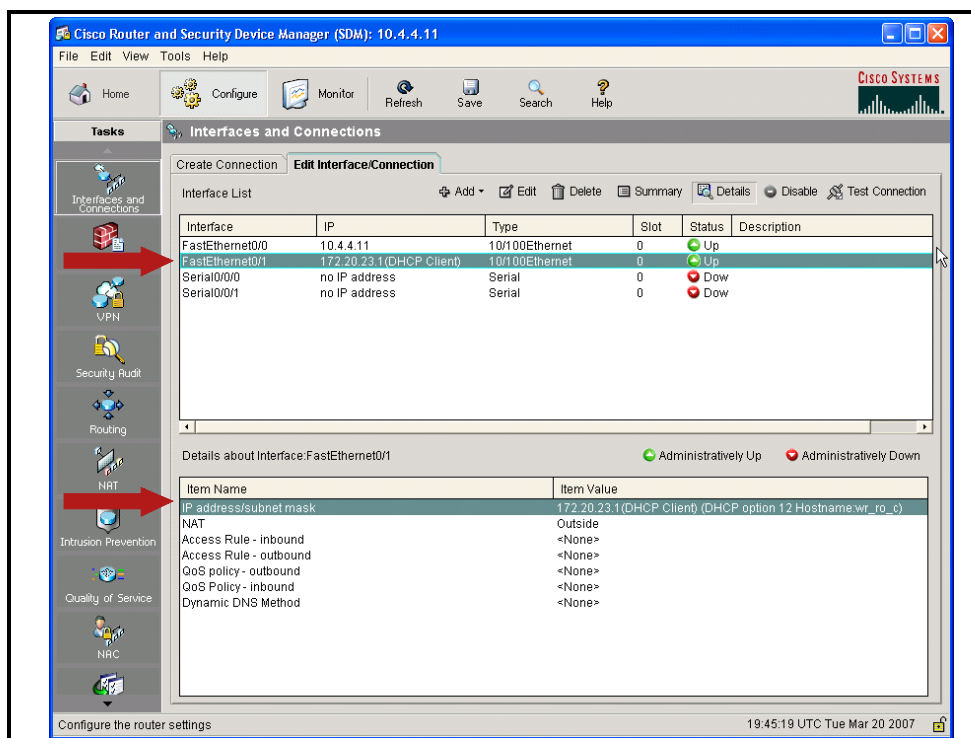 Cisco Router and Security Device Manager (SDM): 10.4.4.11
File Edit View Tools Help
Home Configure Monitor Refresh Save Search Help
CISCO SYSTEMS
Tasks
Interfaces and Connections
Create Connection Edit Interface/Connection
Interfaces and Connections
Interface List Add Edit Delete Summary Details Disable Test Connection
Interface IP Type Slot Status Description
FastEthernet0/0 10.4.4.11 10/100Ethernet 0 Up
FastEthernet0/1 172.20.23.1(DHCP Client) 10/100Ethernet 0 Up
Serial0/0/0 no IP address Serial 0 Dow
Serial0/0/1 no IP address Serial 0 Dow
VPN
Security Audit
Routing
NAT
Intrusion Prevention
Quality of Service
NAC
Details about Interface:FastEthernet0/1 Administratively Up Administratively Down
Item Name Item Value
IP address/subnet mask 172.20.23.1(DHCP Client) (DHCP option 12 Hostname:wr_ro_c)
NAT Outside
Access Rule - inbound <None>
Access Rule - outbound <None>
QoS policy - outbound <None>
QoS Policy - inbound <None>
Dynamic DNS Method <None>
Configure the router settings 19:45:19 UTC Tue Mar 20 2007